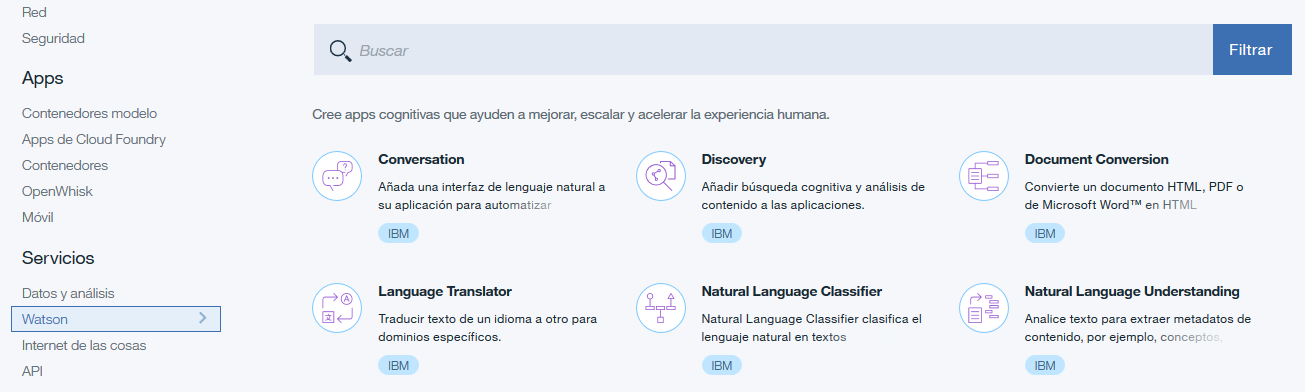 Red
Seguridad
Apps
Contenedores modelo
Apps de Cloud Foundry
Contenedores
OpenWhisk
Móvil
Servicios
Datos y análisis
Watson
Internet de las cosas
API
Buscar
Filtrar
Cree apps cognitivas que ayuden a mejorar, escalar y acelerar la experiencia humana.
Conversation
Añada una interfaz de lenguaje natural a
su aplicación para automatizar
IBM
Discovery
Añadir búsqueda cognitiva y análisis de
contenido a las aplicaciones.
IBM
Document Conversion
Convierte un documento HTML, PDF o
de Microsoft Word™ en HTML
IBM
Language Translator
Traducir texto de un idioma a otro para
dominios específicos.
IBM
Natural Language Classifier
Natural Language Classifier clasifica el
lenguaje natural en textos
IBM
Natural Language Understanding
Analice texto para extraer metadatos de
contenido, por ejemplo, conceptos,
IBM